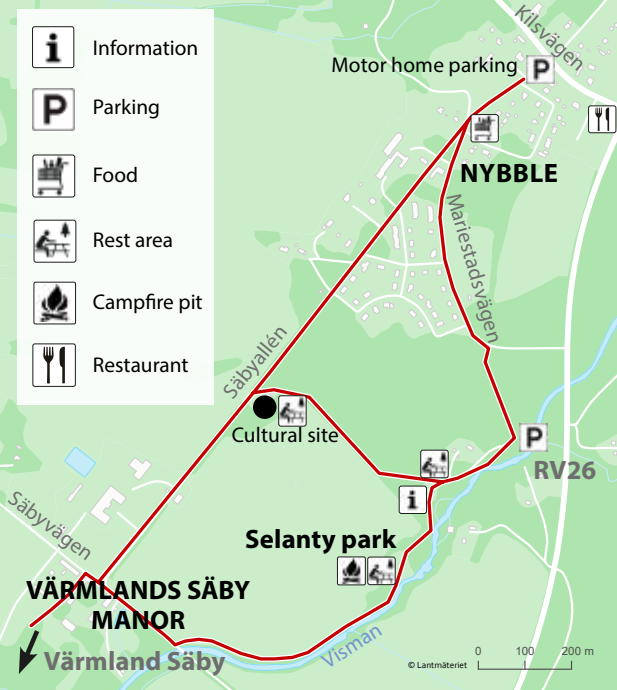 i Information
P Parking
Food
Rest area
Campfire pit
Restaurant
Kilsvägen
Motor home parking P
NYBBLE
Mariestadsvägen
Säbyallén
Cultural site
P
RV26
i
Säbyvägen
Selanty park
VÄRMLANDS SÄBY
MANOR
Värmland Säby
Visman
© Lantmäteriet
0 100 200 m